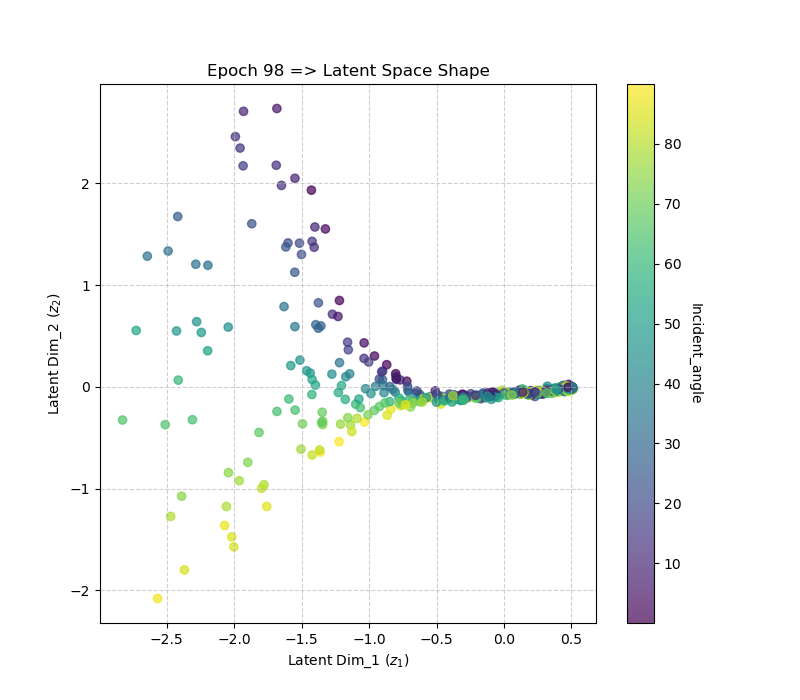 Epoch 98 => Latent Space Shape
2
1
0
−1
−2
Latent Dim_2 (z₂)
−2.5 −2.0 −1.5 −1.0 −0.5 0.0 0.5
Latent Dim_1 (z₁)
80
70
60
50
40
30
20
10
Incident_angle